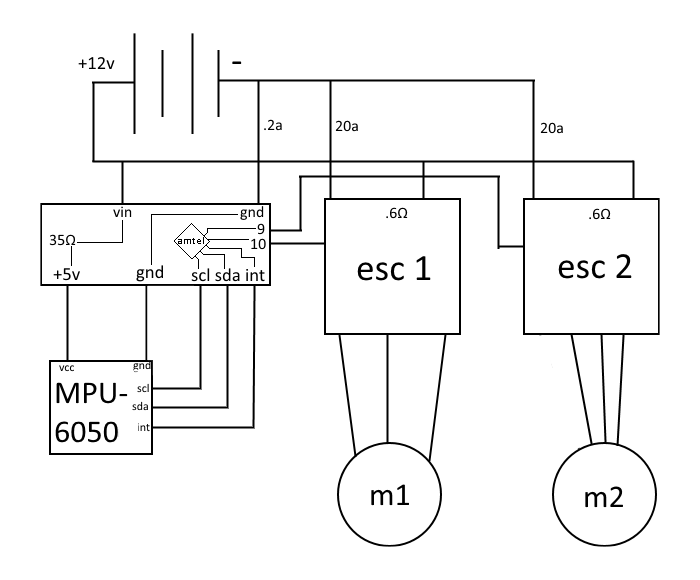 +12v
-
.2a
20a
20a
vin
gnd
9
10
35Ω
amtel
+5v
gnd
scl sda int
.6Ω
esc 1
.6Ω
esc 2
vcc
gnd
MPU-
6050
scl
sda
int
m1
m2